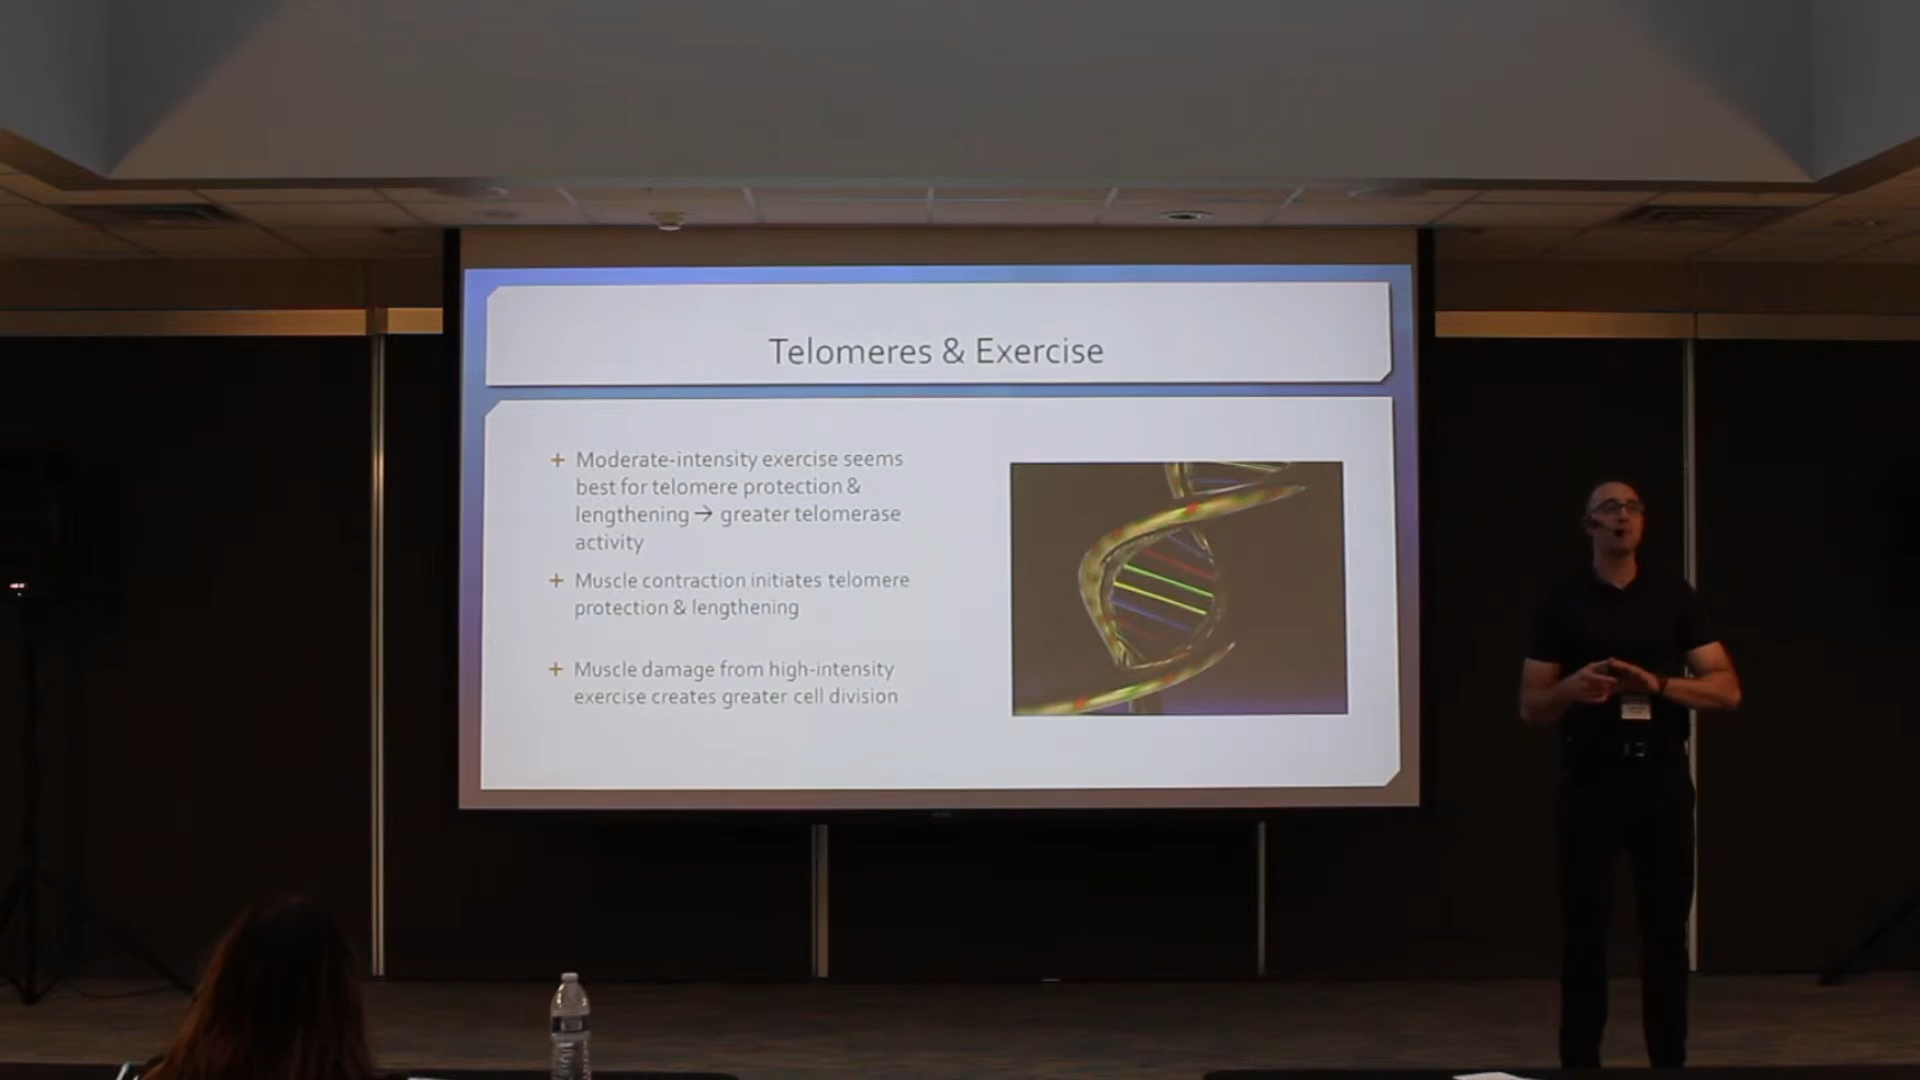 Telomeres & Exercise
+ Moderate-intensity exercise seems
best for telomere protection &
lengthening → greater telomerase
activity
+ Muscle contraction initiates telomere
protection & lengthening
+ Muscle damage from high-intensity
exercise creates greater cell division